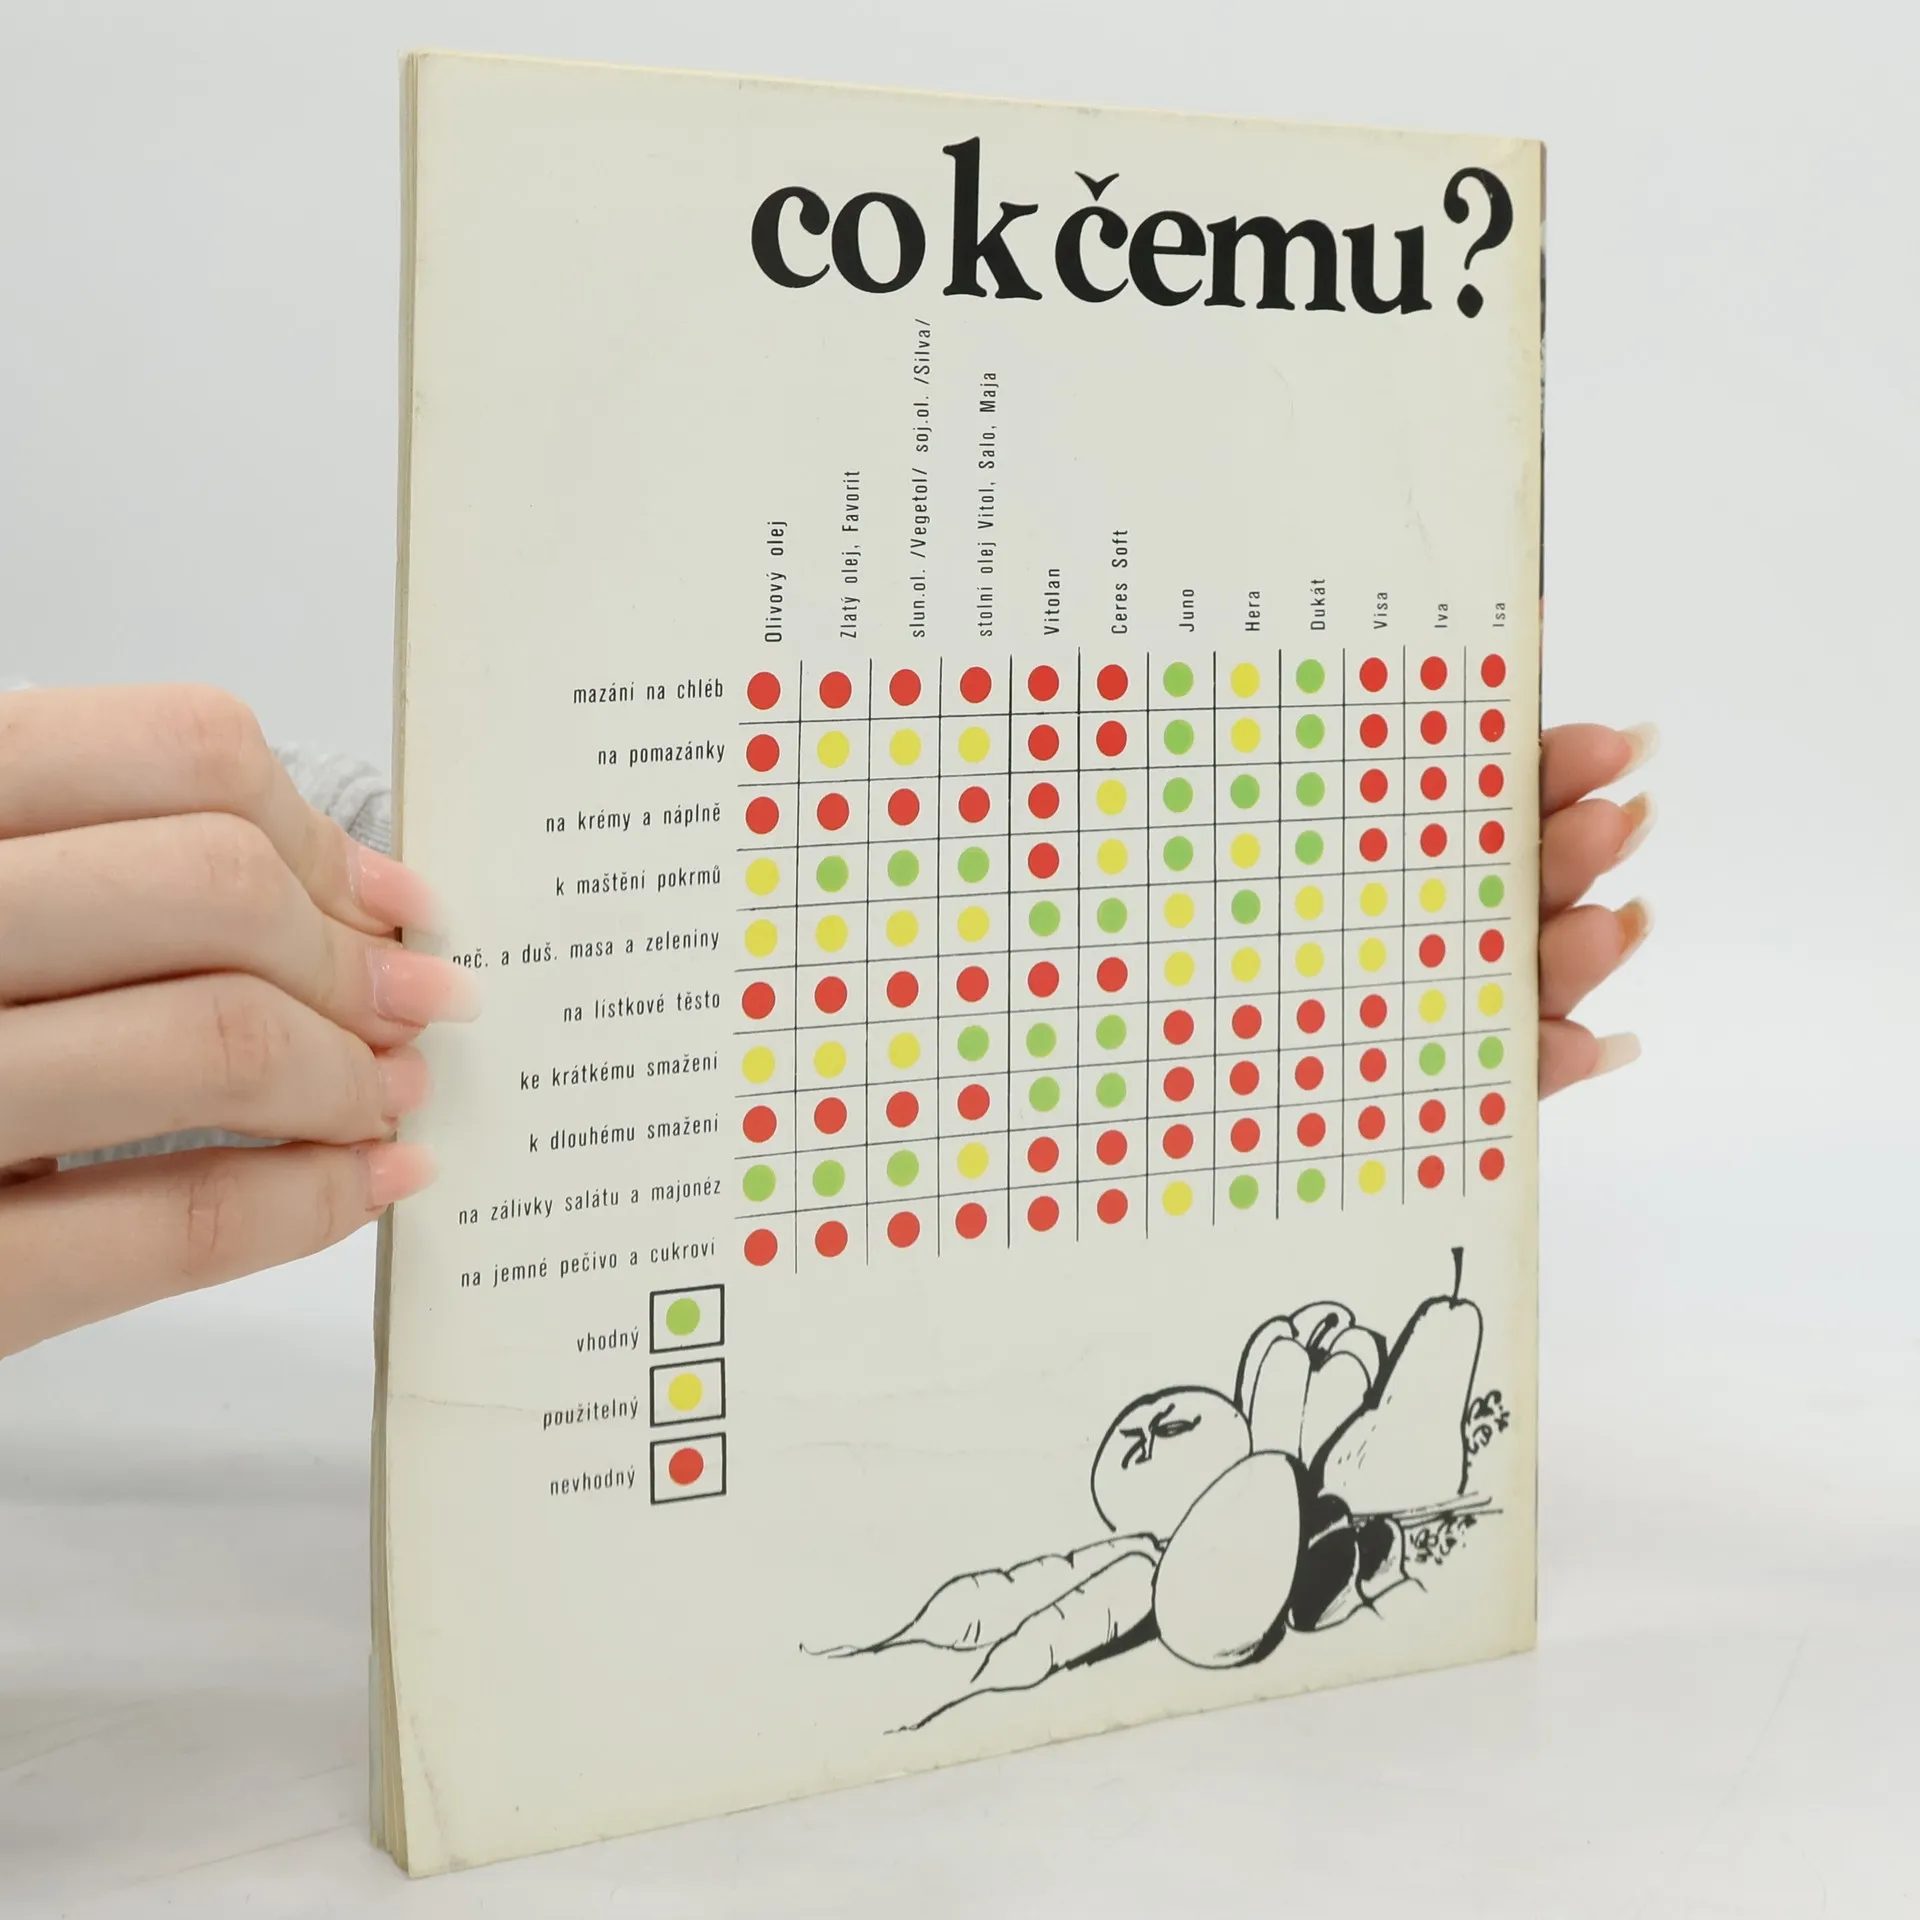 co k čemu?
Olivový olej
Zlatý olej, Favorit
slun.ol. /Vegetol/ soj.ol. /Silva/
stolní olej Vitol, Salo, Maja
Vitolan
Ceres Soft
Juno
Hera
Dukát
Visa
Iva
Isa
mazání na chléb
na pomazánky
na krémy a náplně
k maštění pokrmů
peč. a duš. masa a zeleniny
na lístkové těsto
ke krátkému smažení
k dlouhému smažení
na zálivky salátu a majonéz
na jemné pečivo a cukroví
vhodný
použitelný
nevhodný